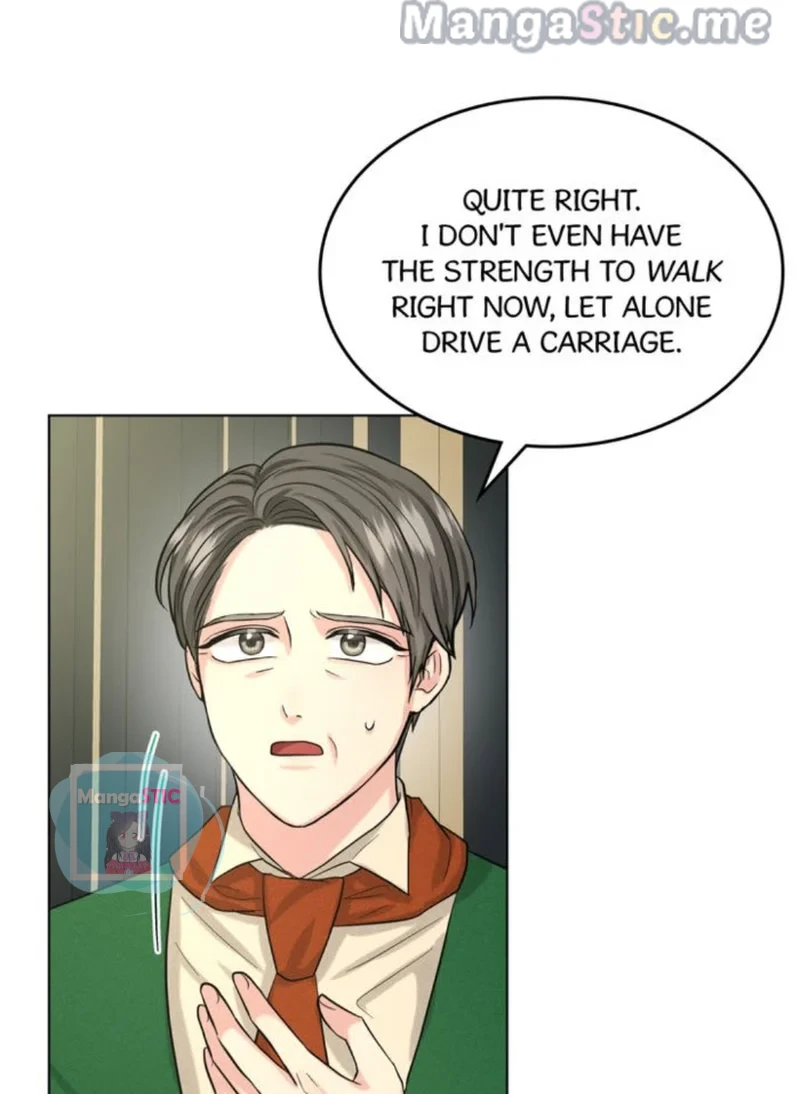 MangaStic.me
QUITE RIGHT.
I DON'T EVEN HAVE
THE STRENGTH TO WALK
RIGHT NOW, LET ALONE
DRIVE A CARRIAGE.
MangaSTIC